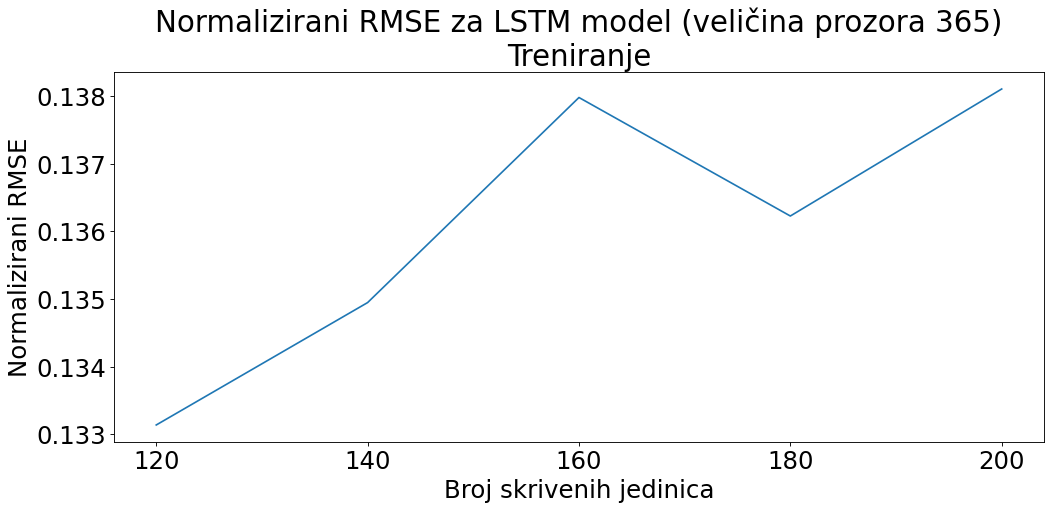 Normalizirani RMSE za LSTM model (veličina prozora 365)
Treniranje
Normalizirani RMSE
0.138
0.137
0.136
0.135
0.134
0.133
120 140 160 180 200
Broj skrivenih jedinica